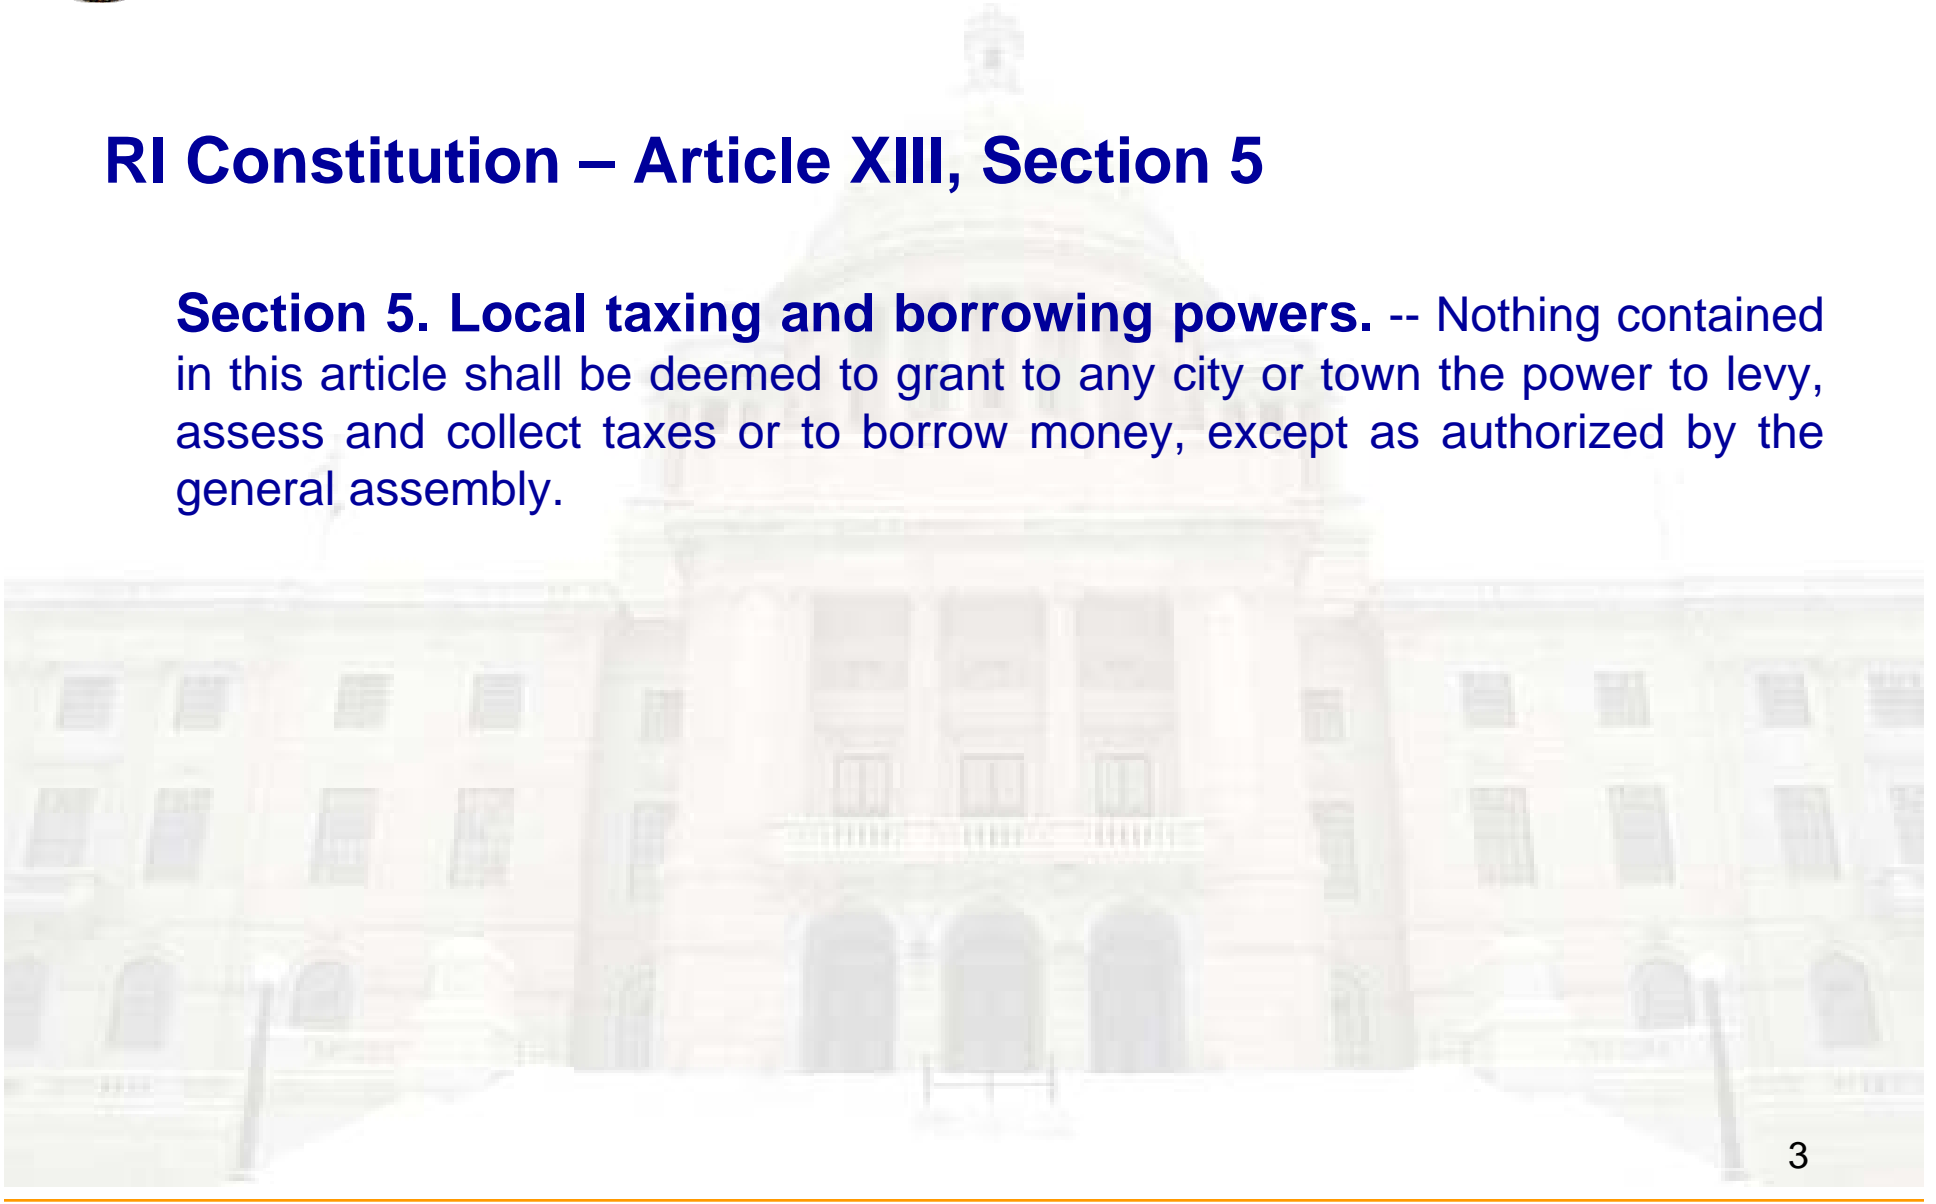 RI Constitution – Article XIII, Section 5
Section 5. Local taxing and borrowing powers. -- Nothing contained
in this article shall be deemed to grant to any city or town the power to levy,
assess and collect taxes or to borrow money, except as authorized by the
general assembly.
3